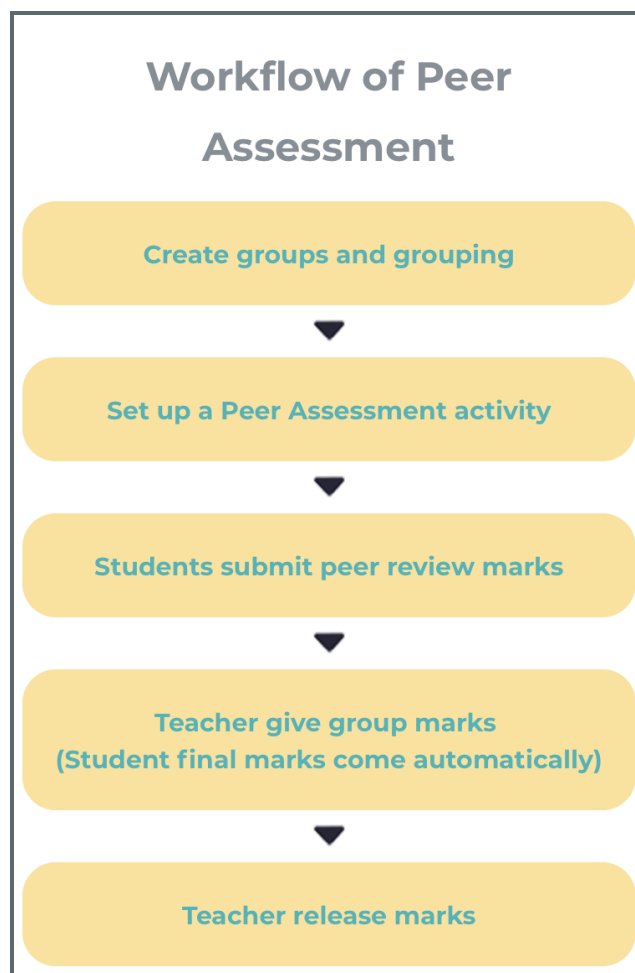 Workflow of Peer
Assessment
Create groups and grouping
Set up a Peer Assessment activity
Students submit peer review marks
Teacher give group marks
(Student final marks come automatically)
Teacher release marks